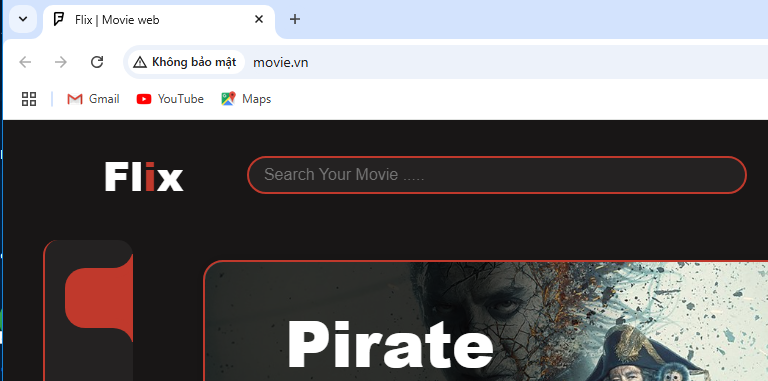 Flix | Movie web
Không bảo mật movie.vn
Gmail YouTube Maps
Flix
Search Your Movie .....
Pirate